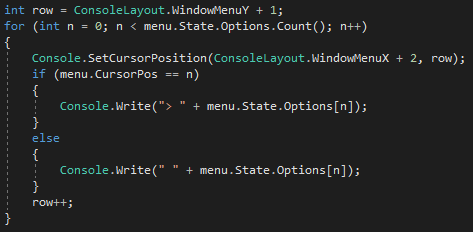 int row = ConsoleLayout.WindowMenuY + 1;
for (int n = 0; n < menu.State.Options.Count(); n++)
{
    Console.SetCursorPosition(ConsoleLayout.WindowMenuX + 2, row);
    if (menu.CursorPos == n)
    {
        Console.Write("> " + menu.State.Options[n]);
    }
    else
    {
        Console.Write("  " + menu.State.Options[n]);
    }
    row++;
}